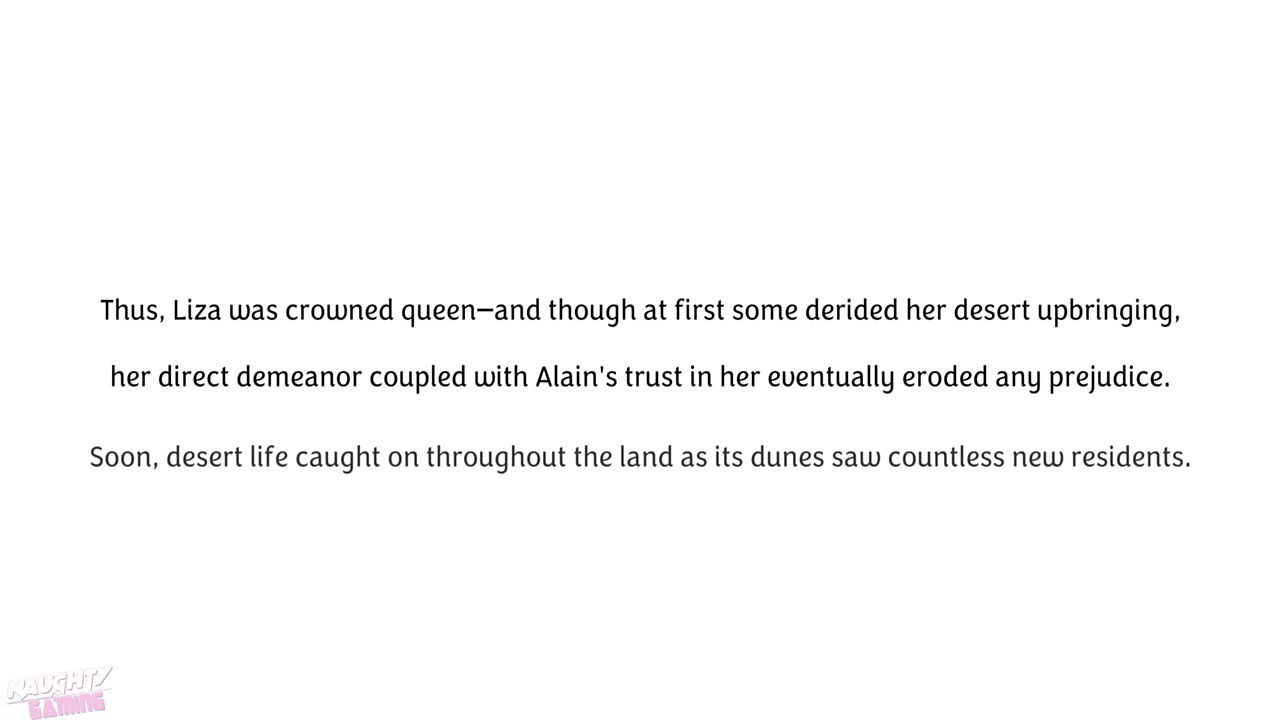 Thus, Liza was crowned queen—and though at first some derided her desert upbringing,
her direct demeanor coupled with Alain's trust in her eventually eroded any prejudice.
Soon, desert life caught on throughout the land as its dunes saw countless new residents.
NAUGHTY
GAMING